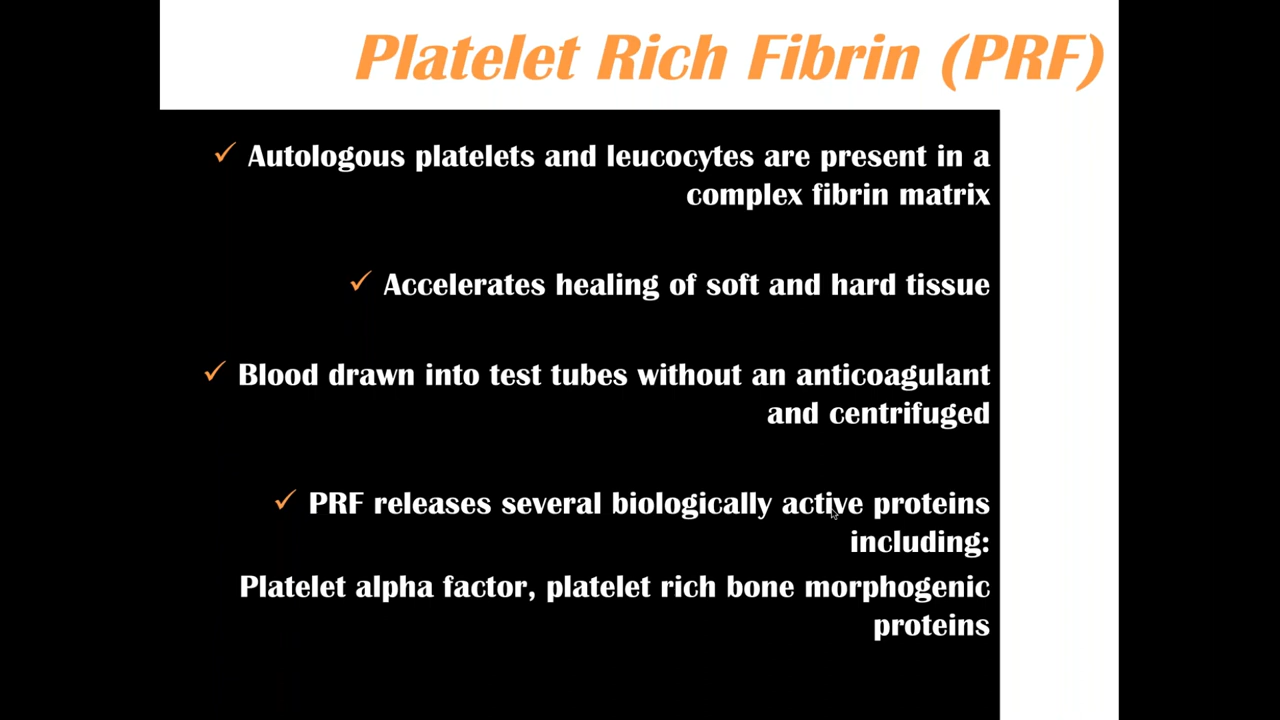 Platelet Rich Fibrin (PRF)
✓ Autologous platelets and leucocytes are present in a
complex fibrin matrix
✓ Accelerates healing of soft and hard tissue
✓ Blood drawn into test tubes without an anticoagulant
and centrifuged
✓ PRF releases several biologically active proteins
including:
Platelet alpha factor, platelet rich bone morphogenic
proteins